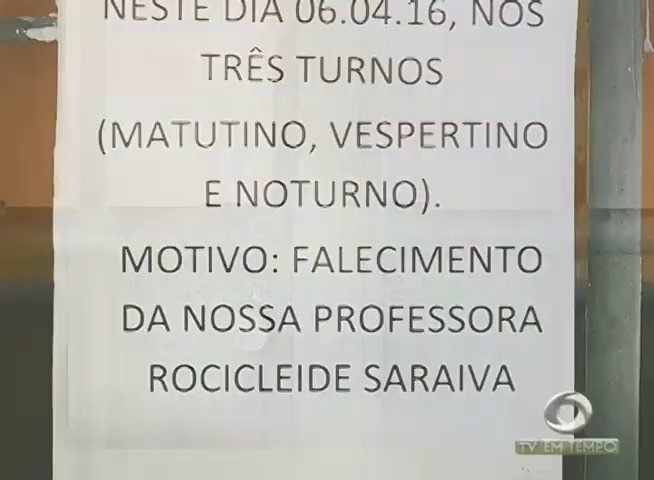 NESTE DIA 06.04.16, NOS
TRÊS TURNOS
(MATUTINO, VESPERTINO
E NOTURNO).
MOTIVO: FALECIMENTO
DA NOSSA PROFESSORA
ROCICLEIDE SARAIVA
TV EM TEMPO